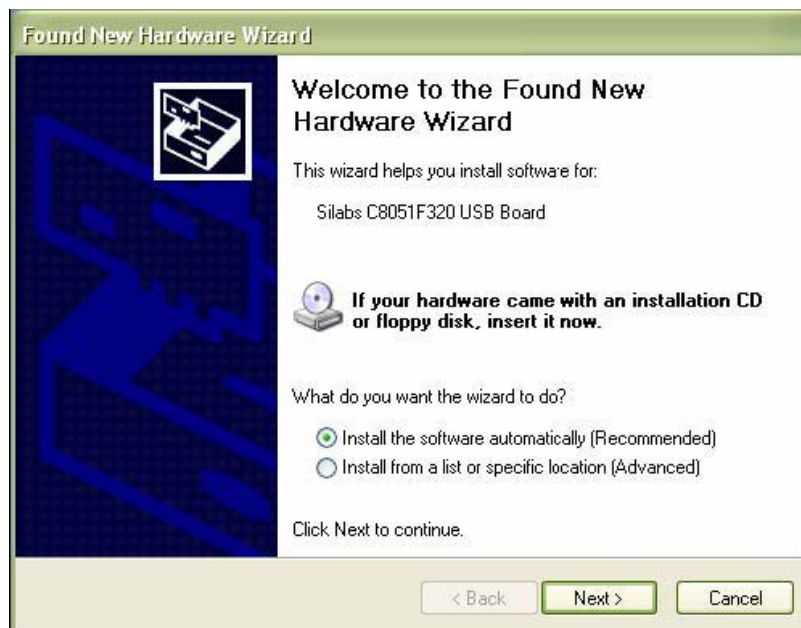 Found New Hardware Wizard
Welcome to the Found New
Hardware Wizard
This wizard helps you install software for:
Silabs C8051F320 USB Board
If your hardware came with an installation CD
or floppy disk, insert it now.
What do you want the wizard to do?
Install the software automatically (Recommended)
Install from a list or specific location (Advanced)
Click Next to continue.
< Back
Next >
Cancel